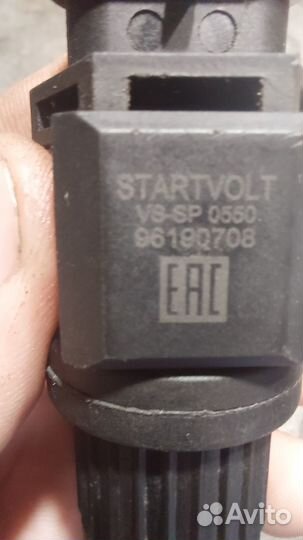 STARTVOLT
VS-SP 0550
96190708
EAC
Avito